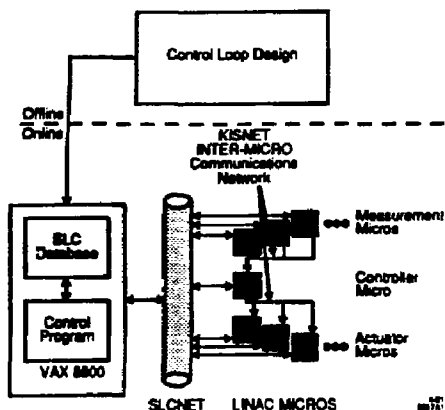 Control Loop Design
Offline
Online
KISNET
INTER-MICRO
Communications
Network
SLC
Database
Control
Program
VAX 8800
Measurement
Micros
Controller
Micro
Actuator
Micros
SLCNET
LINAC MICROS